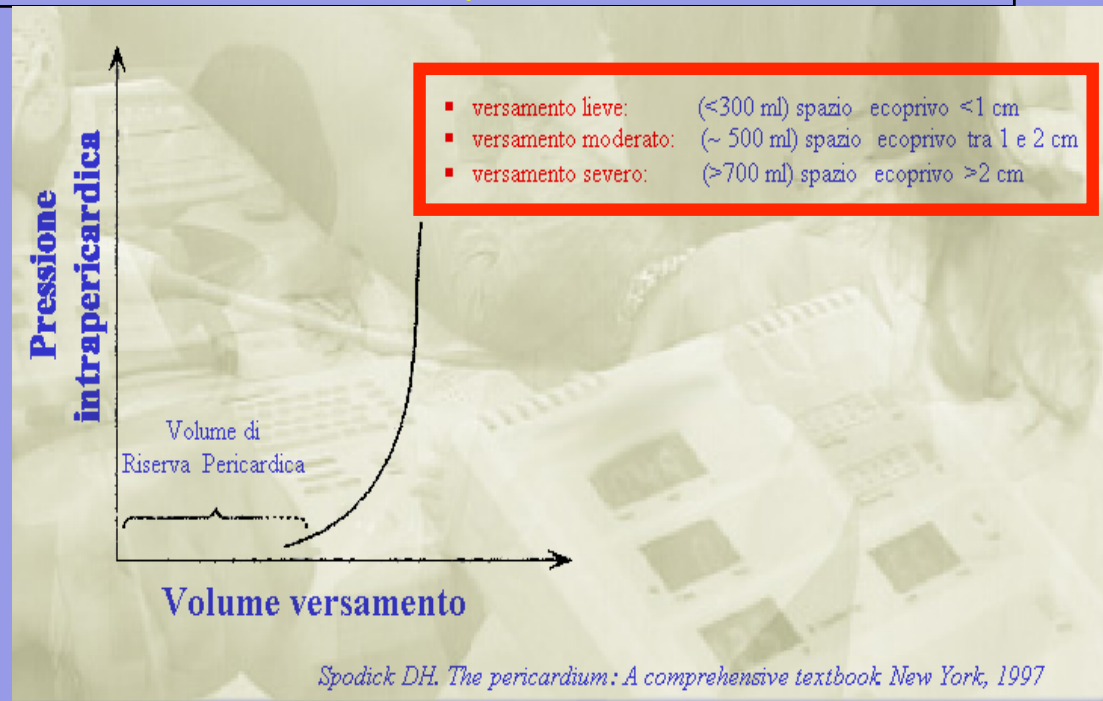 ▪ versamento lieve: (<300 ml) spazio ecoprivo <1 cm
▪ versamento moderato: (~ 500 ml) spazio ecoprivo tra 1 e 2 cm
▪ versamento severo: (>700 ml) spazio ecoprivo >2 cm
Pressione
intrapericardica
Volume di
Riserva Pericardica
Volume versamento
Spodick DH. The pericardium: A comprehensive textbook New York, 1997